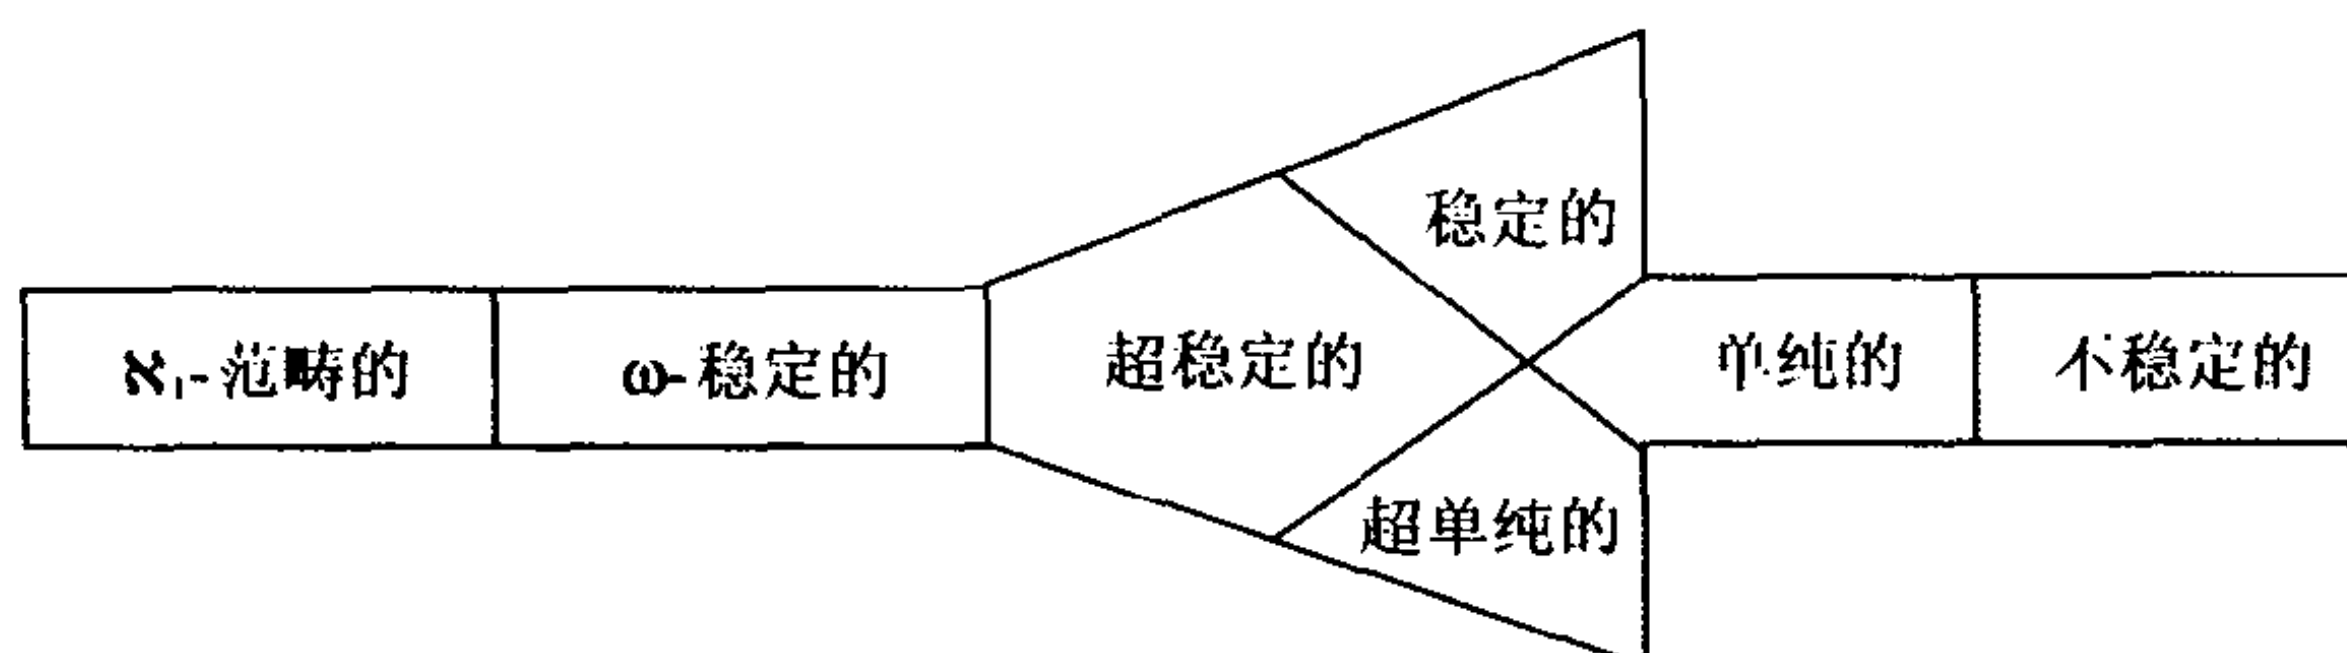 稳定的
ℵ₁-范畴的
ω-稳定的
超稳定的
单纯的
不稳定的
超单纯的